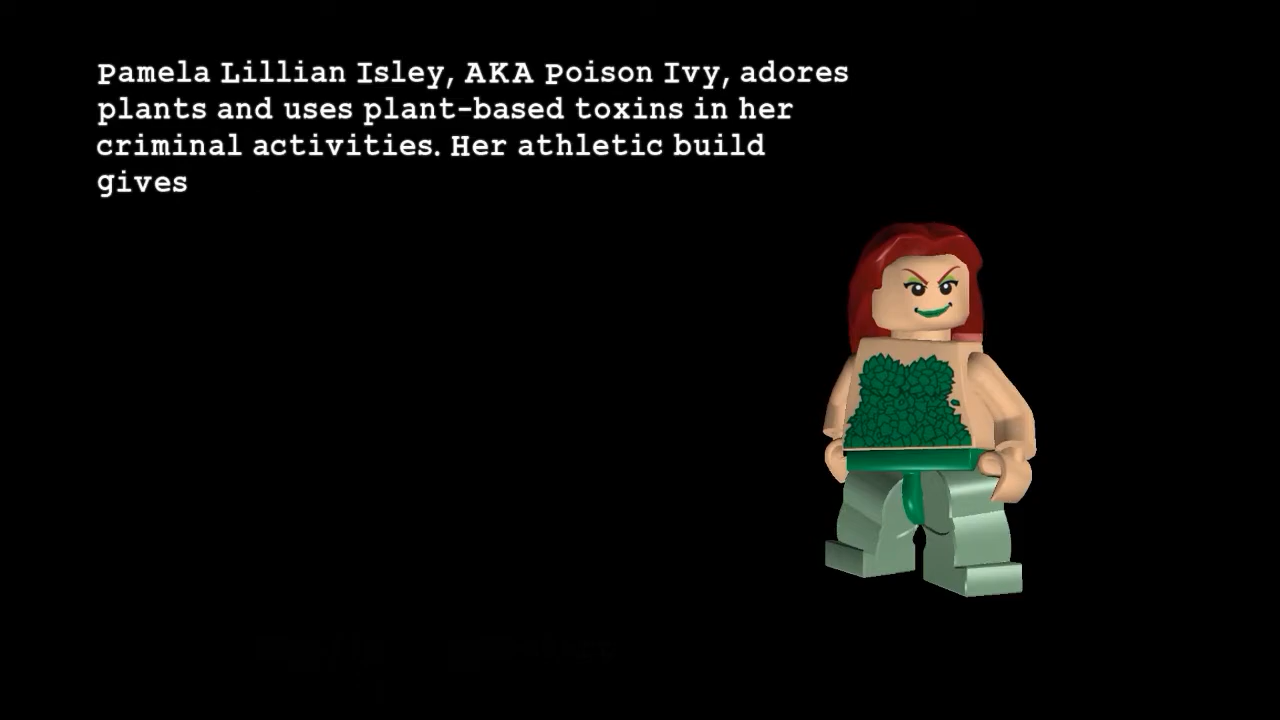 Pamela Lillian Isley, AKA Poison Ivy, adores
plants and uses plant-based toxins in her
criminal activities. Her athletic build
gives